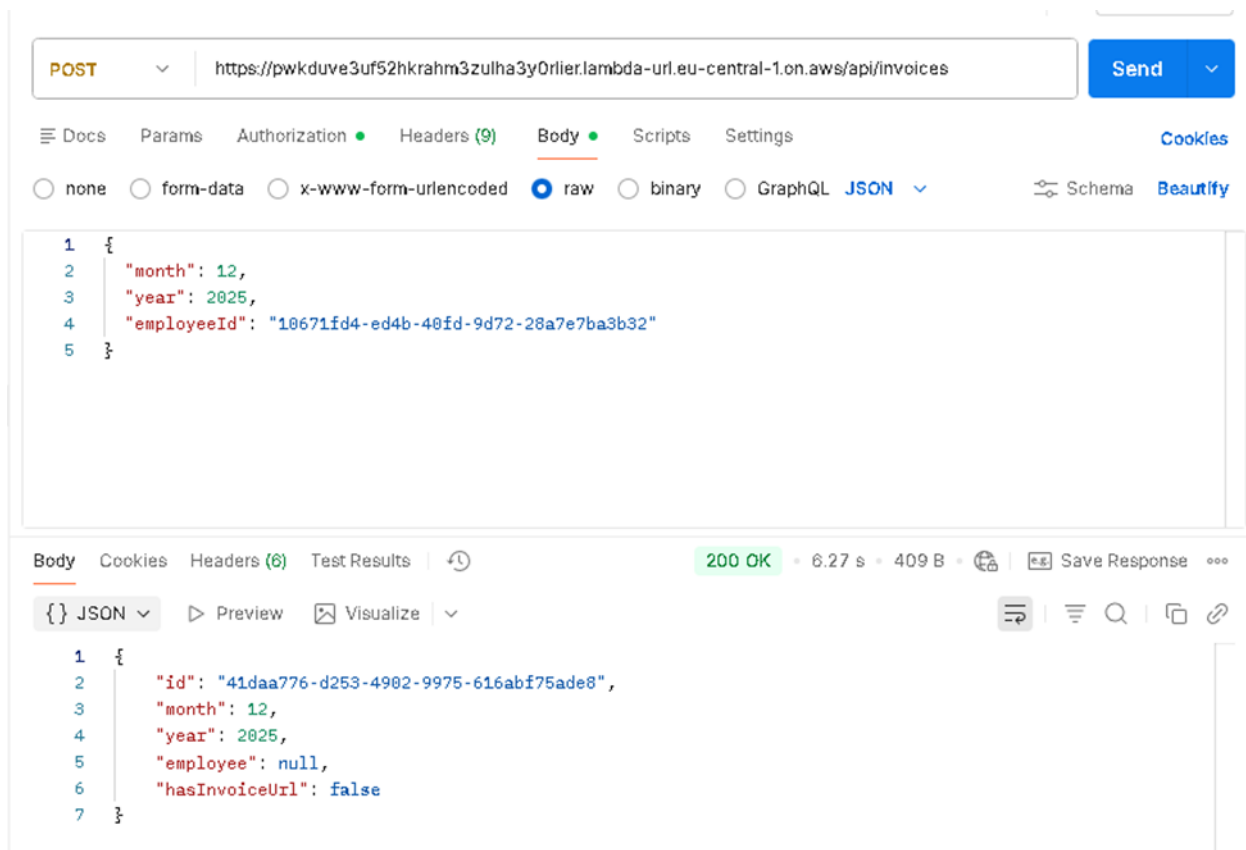 POST https://pwkduve3uf52hkrahm3zulha3y0rlier.lambda-url.eu-central-1.on.aws/api/invoices Send
Docs Params Authorization Headers (9) Body Scripts Settings Cookies
none form-data x-www-form-urlencoded raw binary GraphQL JSON Schema Beautify
1 {
2 "month": 12,
3 "year": 2025,
4 "employeeId": "10671fd4-ed4b-40fd-9d72-28a7e7ba3b32"
5 }
Body Cookies Headers (6) Test Results 200 OK • 6.27 s • 409 B • e.g. Save Response
{} JSON Preview Visualize
1 {
2 "id": "41daa776-d253-4902-9975-616abf75ade8",
3 "month": 12,
4 "year": 2025,
5 "employee": null,
6 "hasInvoiceUrl": false
7 }